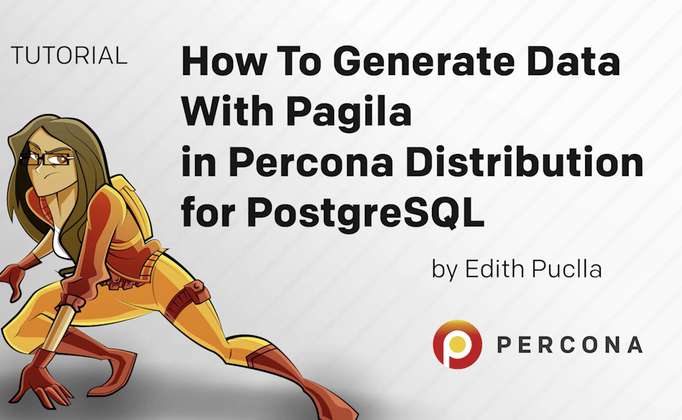 TUTORIAL
How To Generate Data
With Pagila
in Percona Distribution
for PostgreSQL
by Edith Puclla
PERCONA